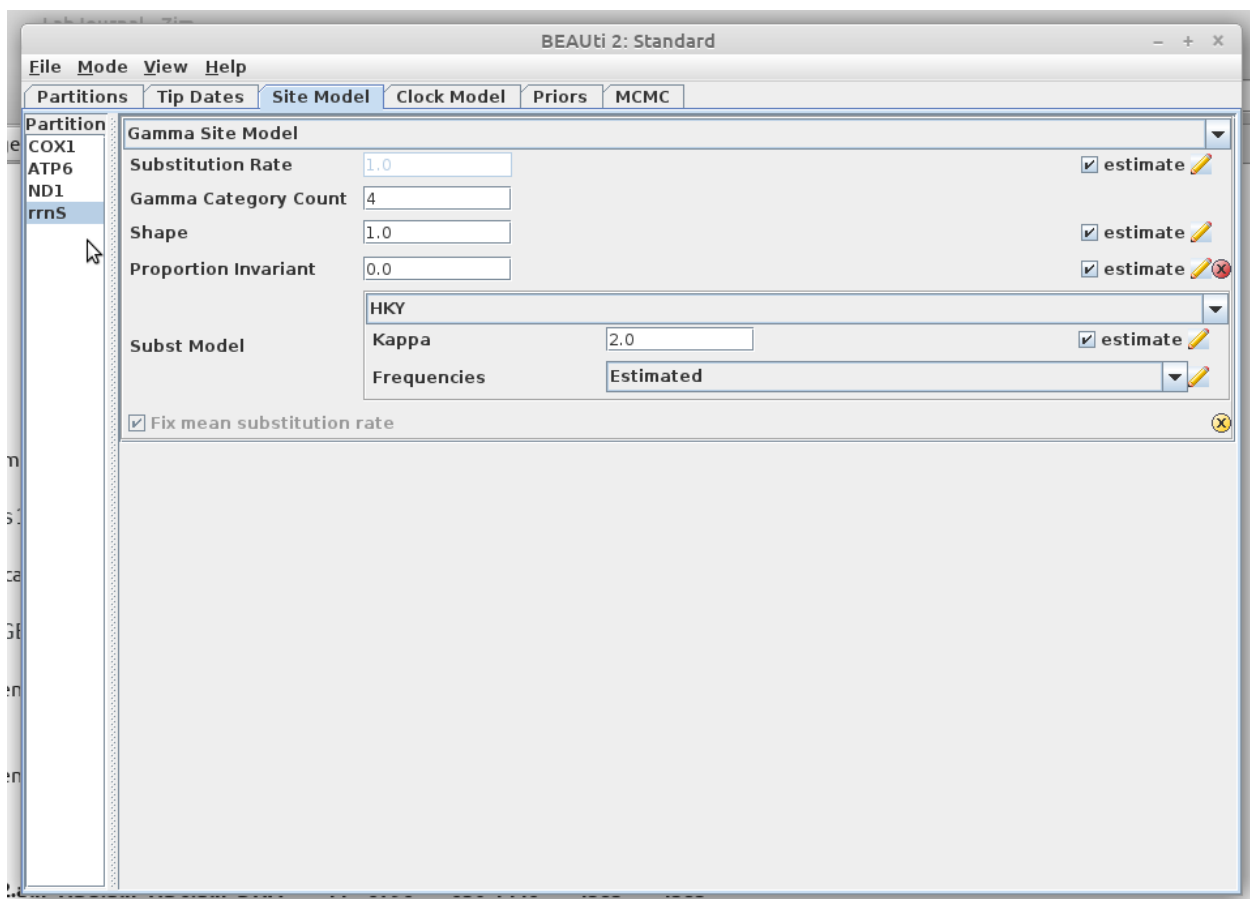 BEAUti 2: Standard
File Mode View Help
Partitions Tip Dates Site Model Clock Model Priors MCMC
Partition
COX1
ATP6
ND1
rrnS
Gamma Site Model
Substitution Rate 1.0 estimate
Gamma Category Count 4
Shape 1.0 estimate
Proportion Invariant 0.0 estimate
HKY
Subst Model
Kappa 2.0 estimate
Frequencies Estimated
Fix mean substitution rate